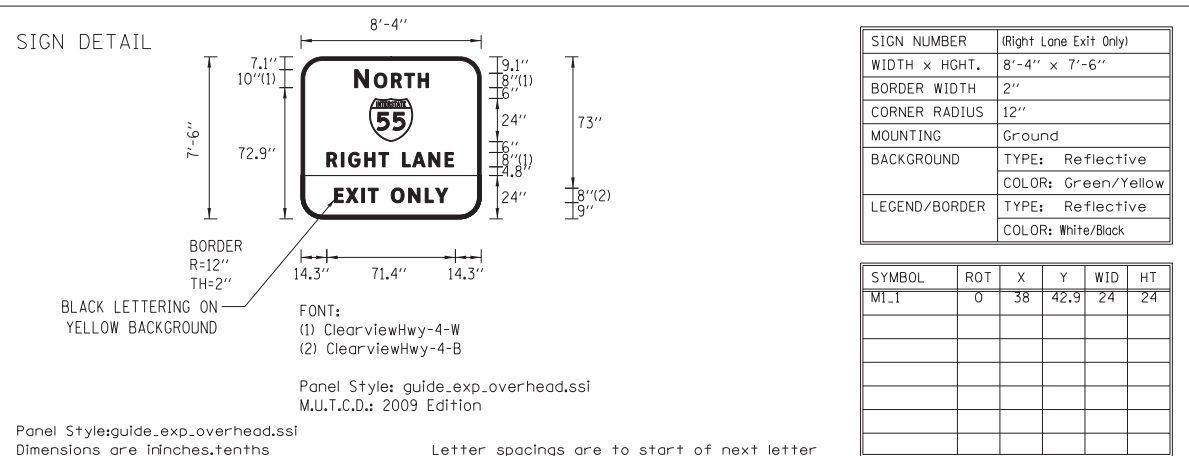 SIGN DETAIL
8'-4"
7.1"
10"(1)
72.9"
7'-6"
NORTH
INTERSTATE
55
RIGHT LANE
EXIT ONLY
9.1"
8"(1)
6"
24"
6"
8"(1)
4.8"
24"
73"
8"(2)
9"
14.3" 71.4" 14.3"
BORDER
R=12"
TH=2"
BLACK LETTERING ON
YELLOW BACKGROUND
FONT:
(1) ClearviewHwy-4-W
(2) ClearviewHwy-4-B
Panel Style: guide_exp_overhead.ssi
M.U.T.C.D.: 2009 Edition
Panel Style:guide_exp_overhead.ssi
Dimensions are ininches.tenths
Letter spacings are to start of next letter
SIGN NUMBER (Right Lane Exit Only)
WIDTH x HGHT. 8'-4" x 7'-6"
BORDER WIDTH 2"
CORNER RADIUS 12"
MOUNTING Ground
BACKGROUND TYPE: Reflective
COLOR: Green/Yellow
LEGEND/BORDER TYPE: Reflective
COLOR: White/Black
SYMBOL ROT X Y WID HT
M1_1 0 38 42.9 24 24